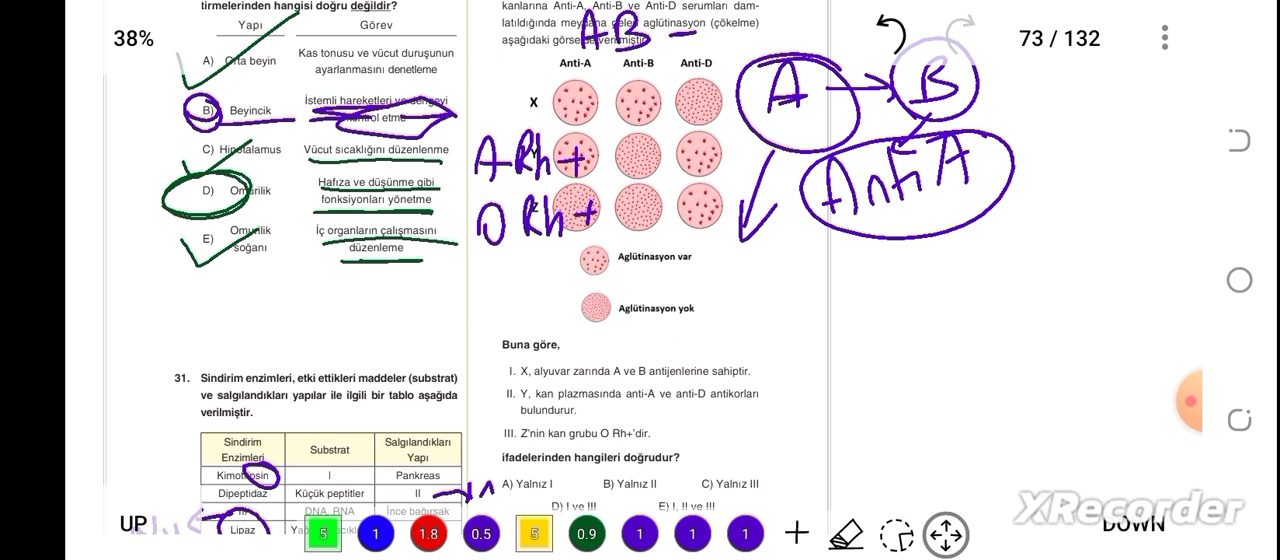 38%
73 / 132
tirmelerinden hangisi doğru değildir?
Yapı Görev
A) Orta beyin Kas tonusu ve vücut duruşunun ayarlanmasını denetleme
B) Beyincik İstemli hareketleri ve dengeyi kontrol etme
C) Hipotalamus Vücut sıcaklığını düzenleme
D) Omurilik Hafıza ve düşünme gibi fonksiyonları yönetme
E) Omurilik soğanı İç organların çalışmasını düzenleme
31. Sindirim enzimleri, etki ettikleri maddeler (substrat)
ve salgılandıkları yapılar ile ilgili bir tablo aşağıda
verilmiştir.
Sindirim Enzimleri Substrat Salgılandıkları Yapı
Kimotripsin I Pankreas
Dipeptidaz Küçük peptitler II
III DNA, RNA İnce bağırsak
Lipaz
kanlarına Anti-A, Anti-B ve Anti-D serumları dam-
latıldığında meydana gelen aglütinasyon (çökelme)
aşağıdaki görselde verilmiştir.
AB -
Anti-A Anti-B Anti-D
X
A Rh +
O Rh +
Z
A B
Anti A
Aglütinasyon var
Aglütinasyon yok
Buna göre,
I. X, alyuvar zarında A ve B antijenlerine sahiptir.
II. Y, kan plazmasında anti-A ve anti-D antikorları
bulundurur.
III. Z'nin kan grubu O Rh+'dir.
ifadelerinden hangileri doğrudur?
A) Yalnız I B) Yalnız II C) Yalnız III
D) I ve III E) I, II ve III
UP 5 1 1.8 0.5 5 0.9 1 1 1 DOWN
XRecorder